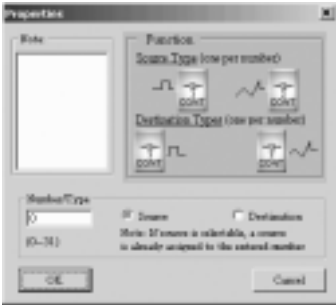 Properties
Note
Function
Source Type (one per number)
CONT
CONT
Destination Types (one per number)
CONT
CONT
Number/Type
0
(0~31)
Source
Destination
Note: If source is selectable, a source
is already assigned to the entered number
OK
Cancel